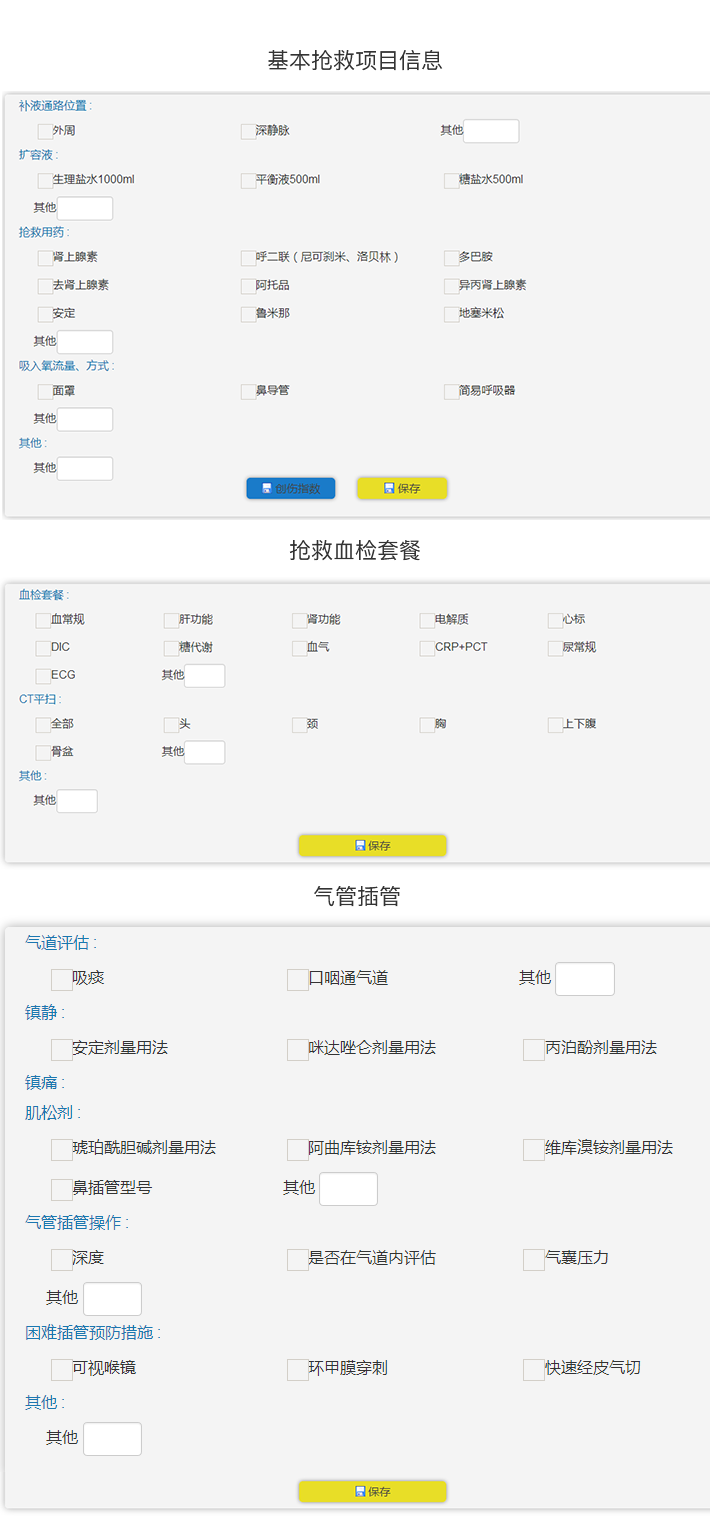 基本抢救项目信息
补液通路位置 :
外周 深静脉 其他
扩容液 :
生理盐水1000ml 平衡液500ml 糖盐水500ml
其他
抢救用药 :
肾上腺素 呼二联（尼可刹米、洛贝林） 多巴胺
去肾上腺素 阿托品 异丙肾上腺素
安定 鲁米那 地塞米松
其他
吸入氧流量、方式 :
面罩 鼻导管 简易呼吸器
其他
其他 :
其他
创伤指数 保存
抢救血检套餐
血检套餐 :
血常规 肝功能 肾功能 电解质 心标
DIC 糖代谢 血气 CRP+PCT 尿常规
ECG 其他
CT平扫 :
全部 头 颈 胸 上下腹
骨盆 其他
其他 :
其他
保存
气管插管
气道评估 :
吸痰 口咽通气道 其他
镇静 :
安定剂量用法 咪达唑仑剂量用法 丙泊酚剂量用法
镇痛 :
肌松剂 :
琥珀酰胆碱剂量用法 阿曲库铵剂量用法 维库溴铵剂量用法
鼻插管型号 其他
气管插管操作 :
深度 是否在气道内评估 气囊压力
其他
困难插管预防措施 :
可视喉镜 环甲膜穿刺 快速经皮气切
其他 :
其他
保存